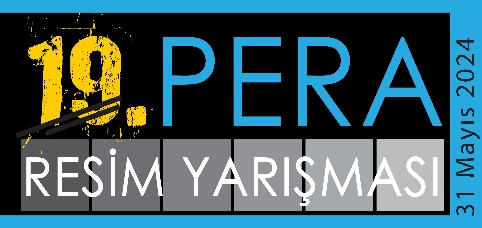 19. PERA
RESİM YARIŞMASI
31 Mayıs 2024